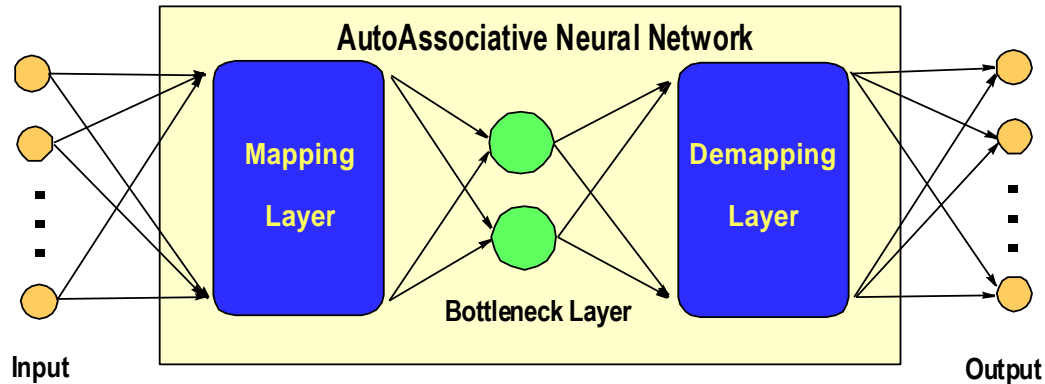 AutoAssociative Neural Network
Mapping
Layer
Demapping
Layer
Bottleneck Layer
Input
Output